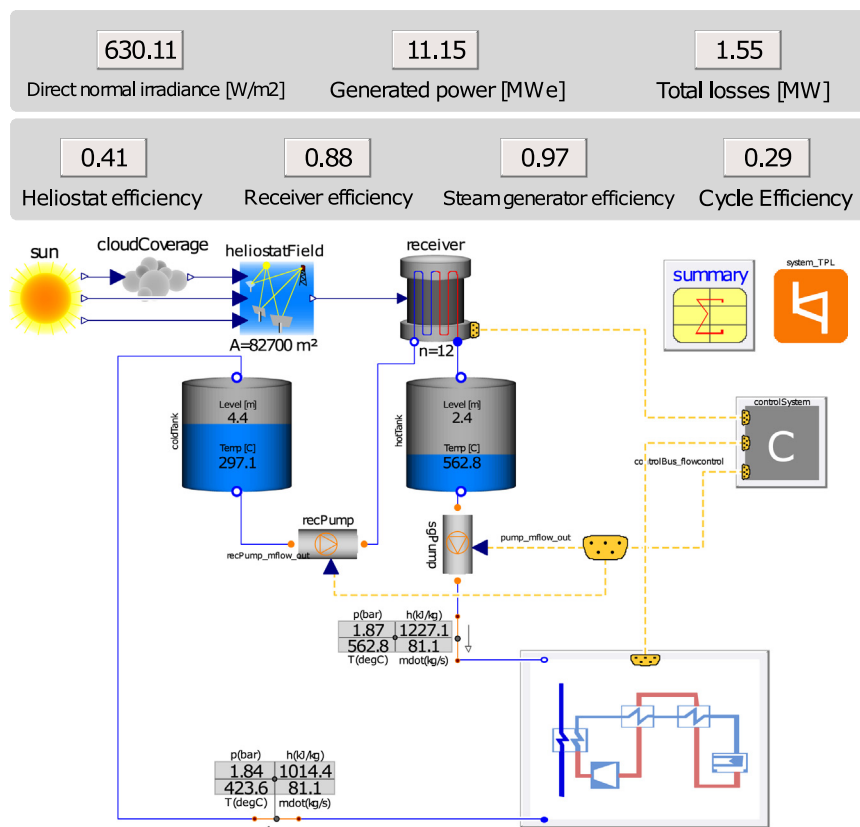 630.11
11.15
1.55
Direct normal irradiance [W/m2]
Generated power [MWe]
Total losses [MW]
0.41
0.88
0.97
0.29
Heliostat efficiency
Receiver efficiency
Steam generator efficiency
Cycle Efficiency
sun
cloudCoverage
heliostatField
receiver
summary
system_TPL
A=82700 m²
n=12
coldTank
Level [m]
4.4
Temp [C]
297.1
hotTank
Level [m]
2.4
Temp [C]
562.8
controlSystem
C
controlBus_flowcontrol
recPump
recPump_mflow_out
sgPump
pump_mflow_out
p(bar) h(kJ/kg)
1.87 1227.1
562.8 81.1
T(degC) mdot(kg/s)
p(bar) h(kJ/kg)
1.84 1014.4
423.6 81.1
T(degC) mdot(kg/s)